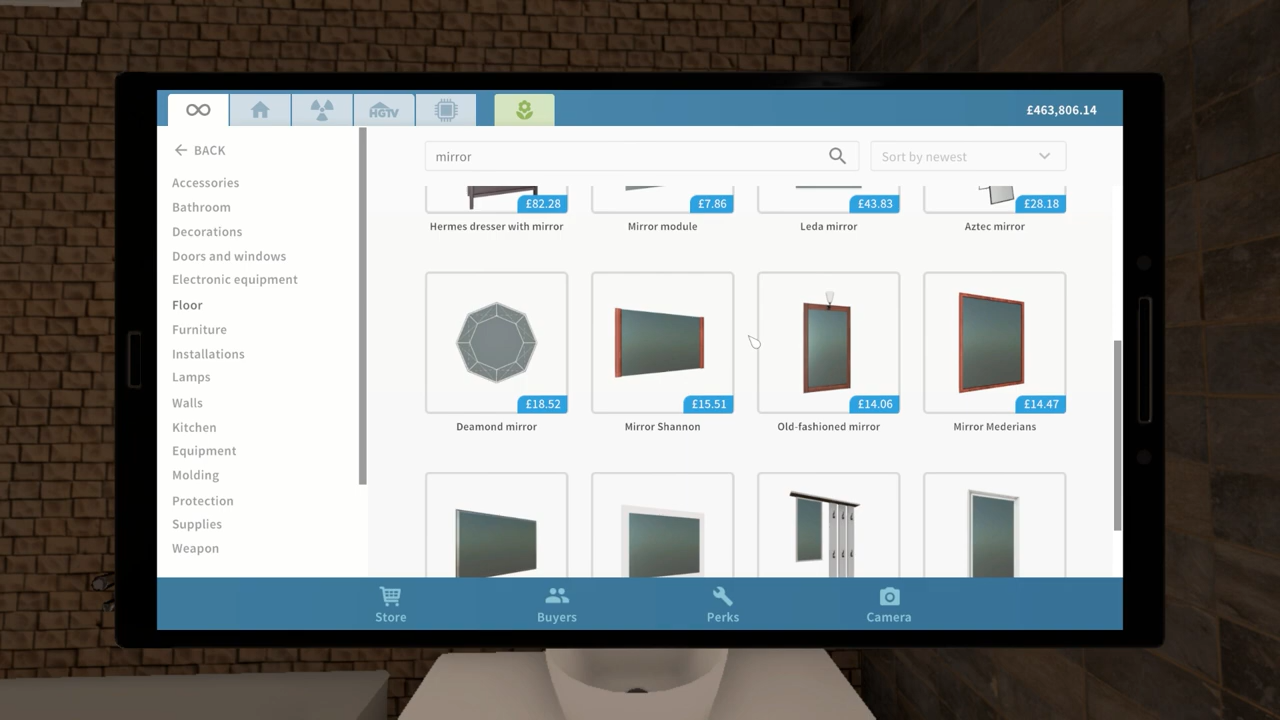 HGTV
£463,806.14
BACK
mirror
Sort by newest
Accessories
Bathroom
Decorations
Doors and windows
Electronic equipment
Floor
Furniture
Installations
Lamps
Walls
Kitchen
Equipment
Molding
Protection
Supplies
Weapon
£82.28
£7.86
£43.83
£28.18
Hermes dresser with mirror
Mirror module
Leda mirror
Aztec mirror
£18.52
£15.51
£14.06
£14.47
Deamond mirror
Mirror Shannon
Old-fashioned mirror
Mirror Mederians
Store
Buyers
Perks
Camera